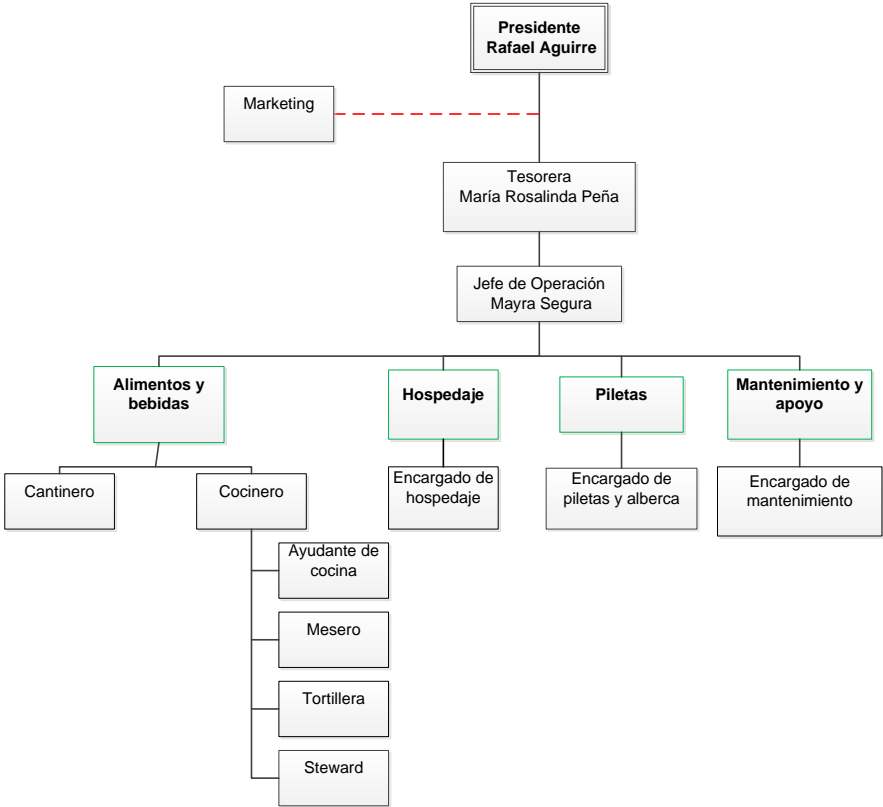 Presidente
Rafael Aguirre
Marketing
Tesorera
María Rosalinda Peña
Jefe de Operación
Mayra Segura
Alimentos y
bebidas
Hospedaje
Piletas
Mantenimiento y
apoyo
Cantinero
Cocinero
Encargado de
hospedaje
Encargado de
piletas y alberca
Encargado de
mantenimiento
Ayudante de
cocina
Mesero
Tortillera
Steward